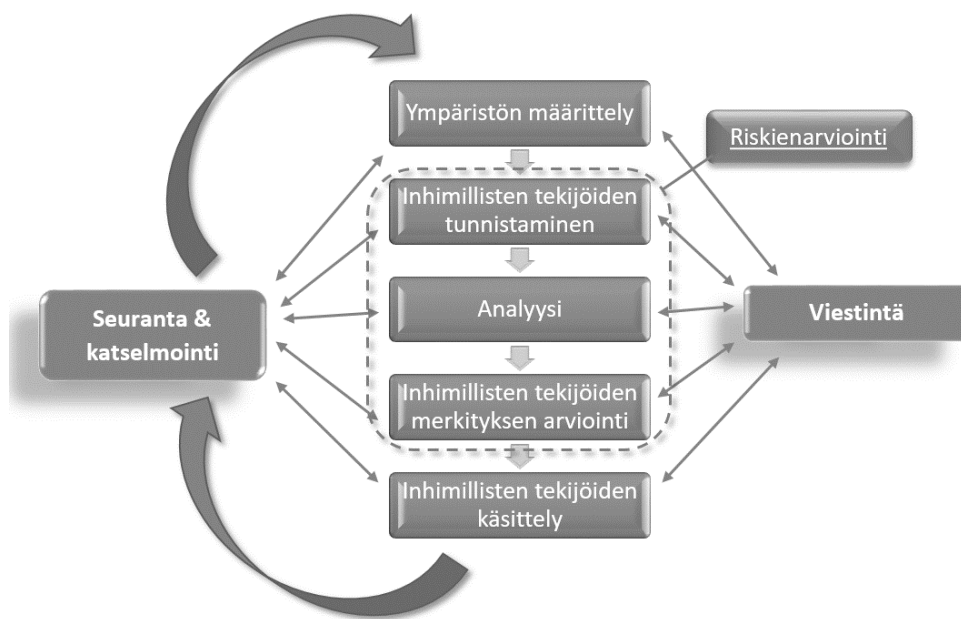 Ympäristön määrittely
Riskienarviointi
Inhimillisten tekijöiden
tunnistaminen
Seuranta &
katselmointi
Analyysi
Viestintä
Inhimillisten tekijöiden
merkityksen arviointi
Inhimillisten tekijöiden
käsittely